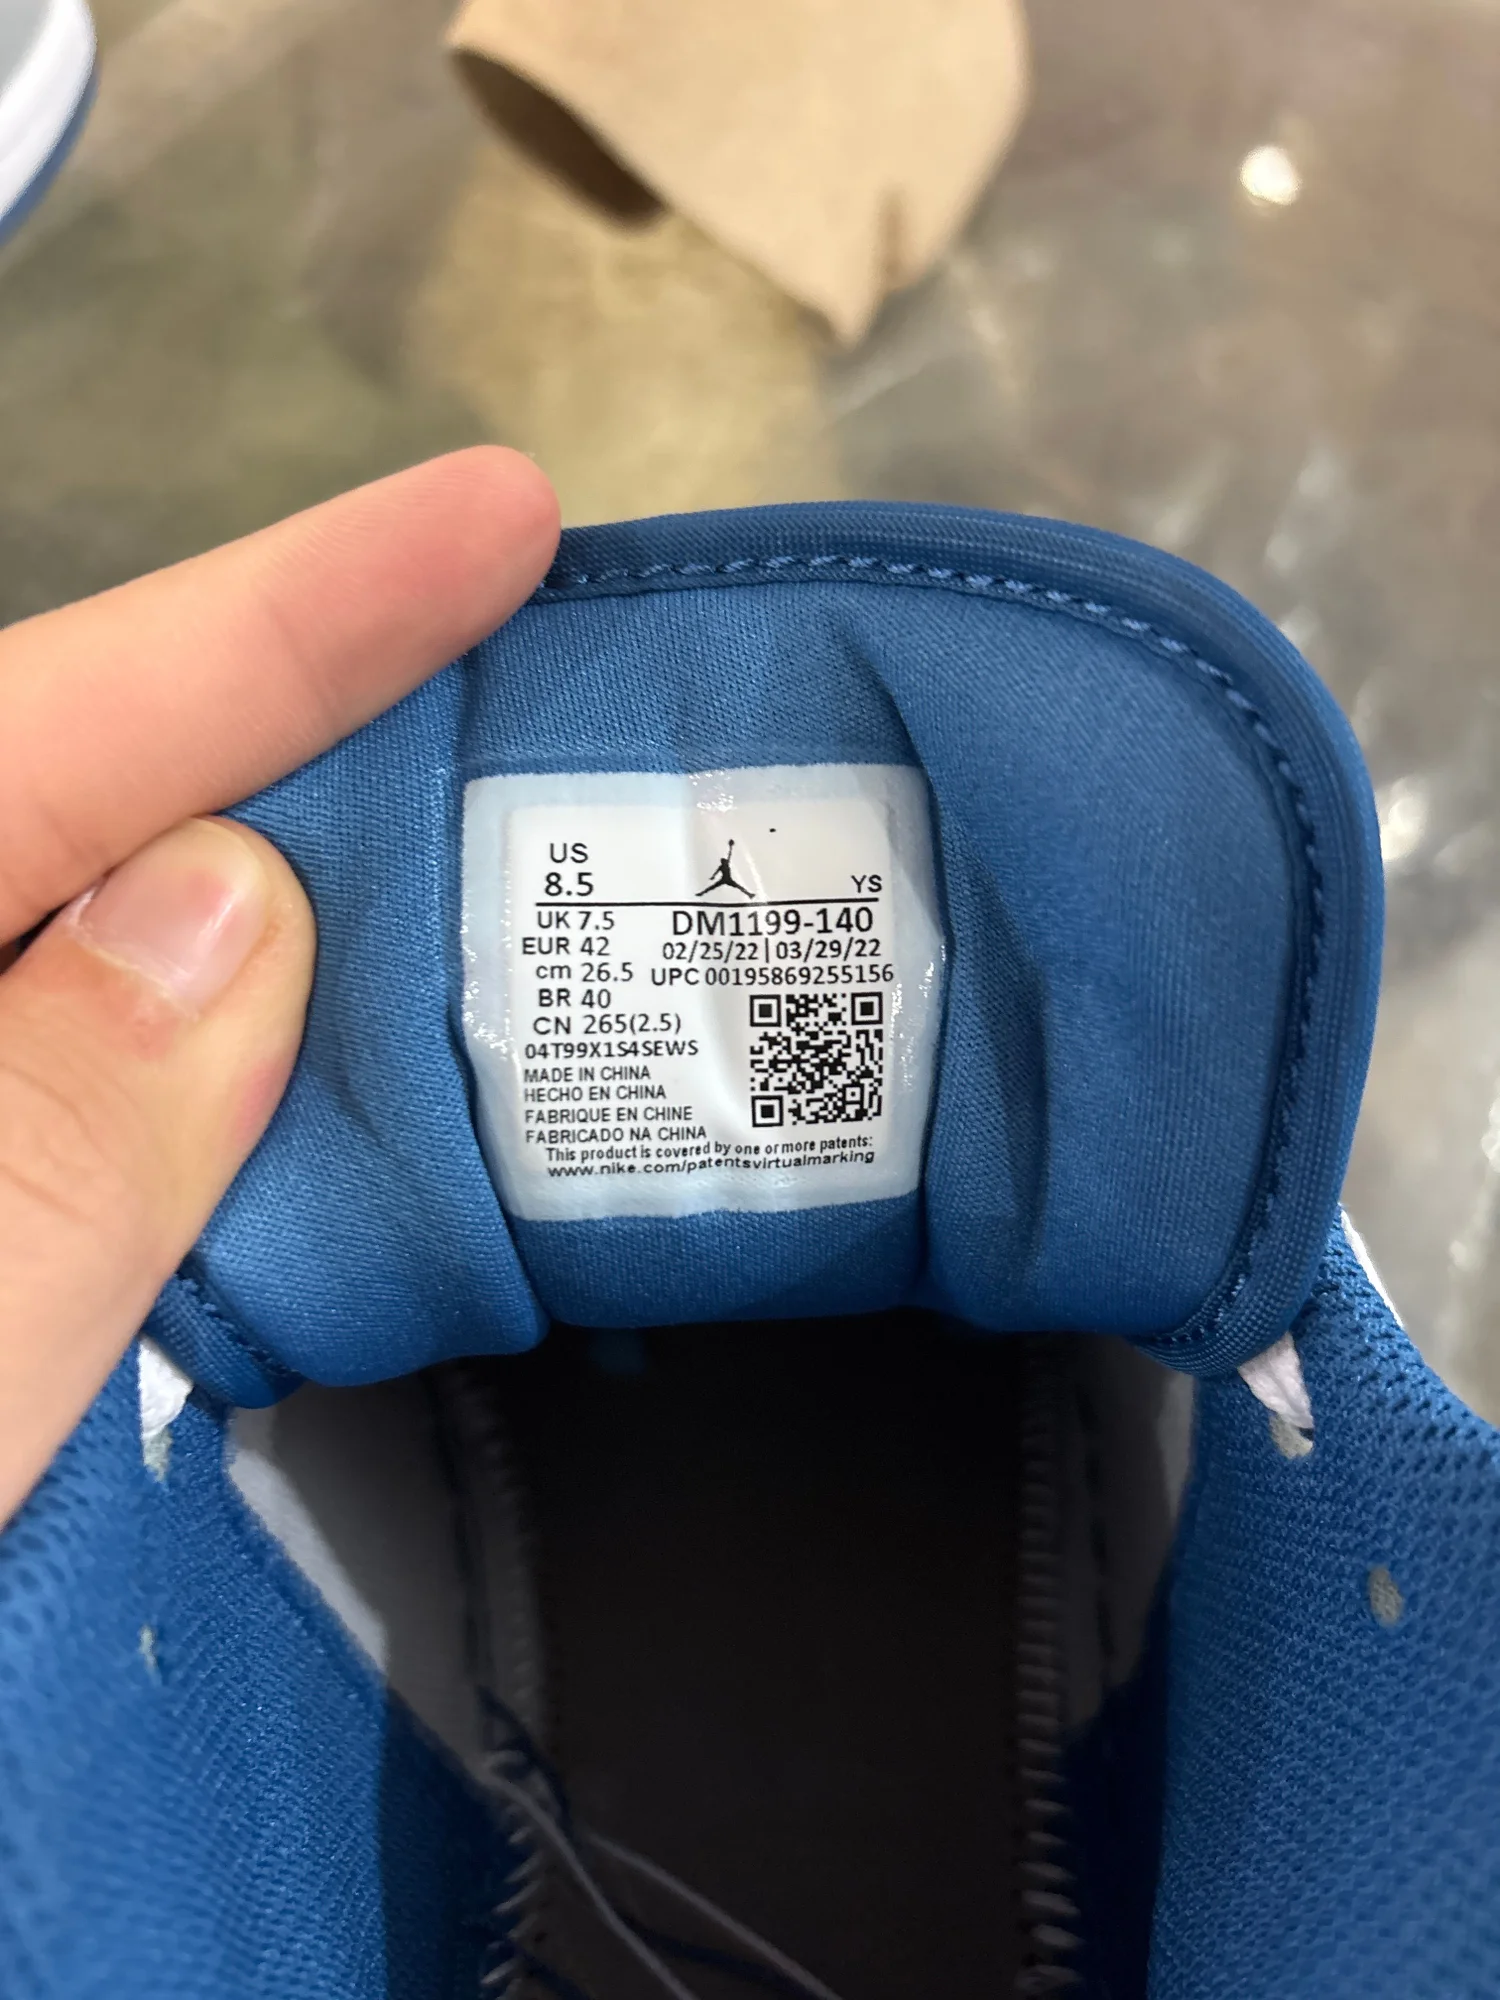 US
8.5
YS
UK 7.5
DM1199-140
EUR 42
02/25/22 | 03/29/22
cm 26.5
UPC 00195869255156
BR 40
CN 265(2.5)
04T99X1S4SEWS
MADE IN CHINA
HECHO EN CHINA
FABRIQUE EN CHINE
FABRICADO NA CHINA
This product is covered by one or more patents:
www.nike.com/patentsvirtualmarking